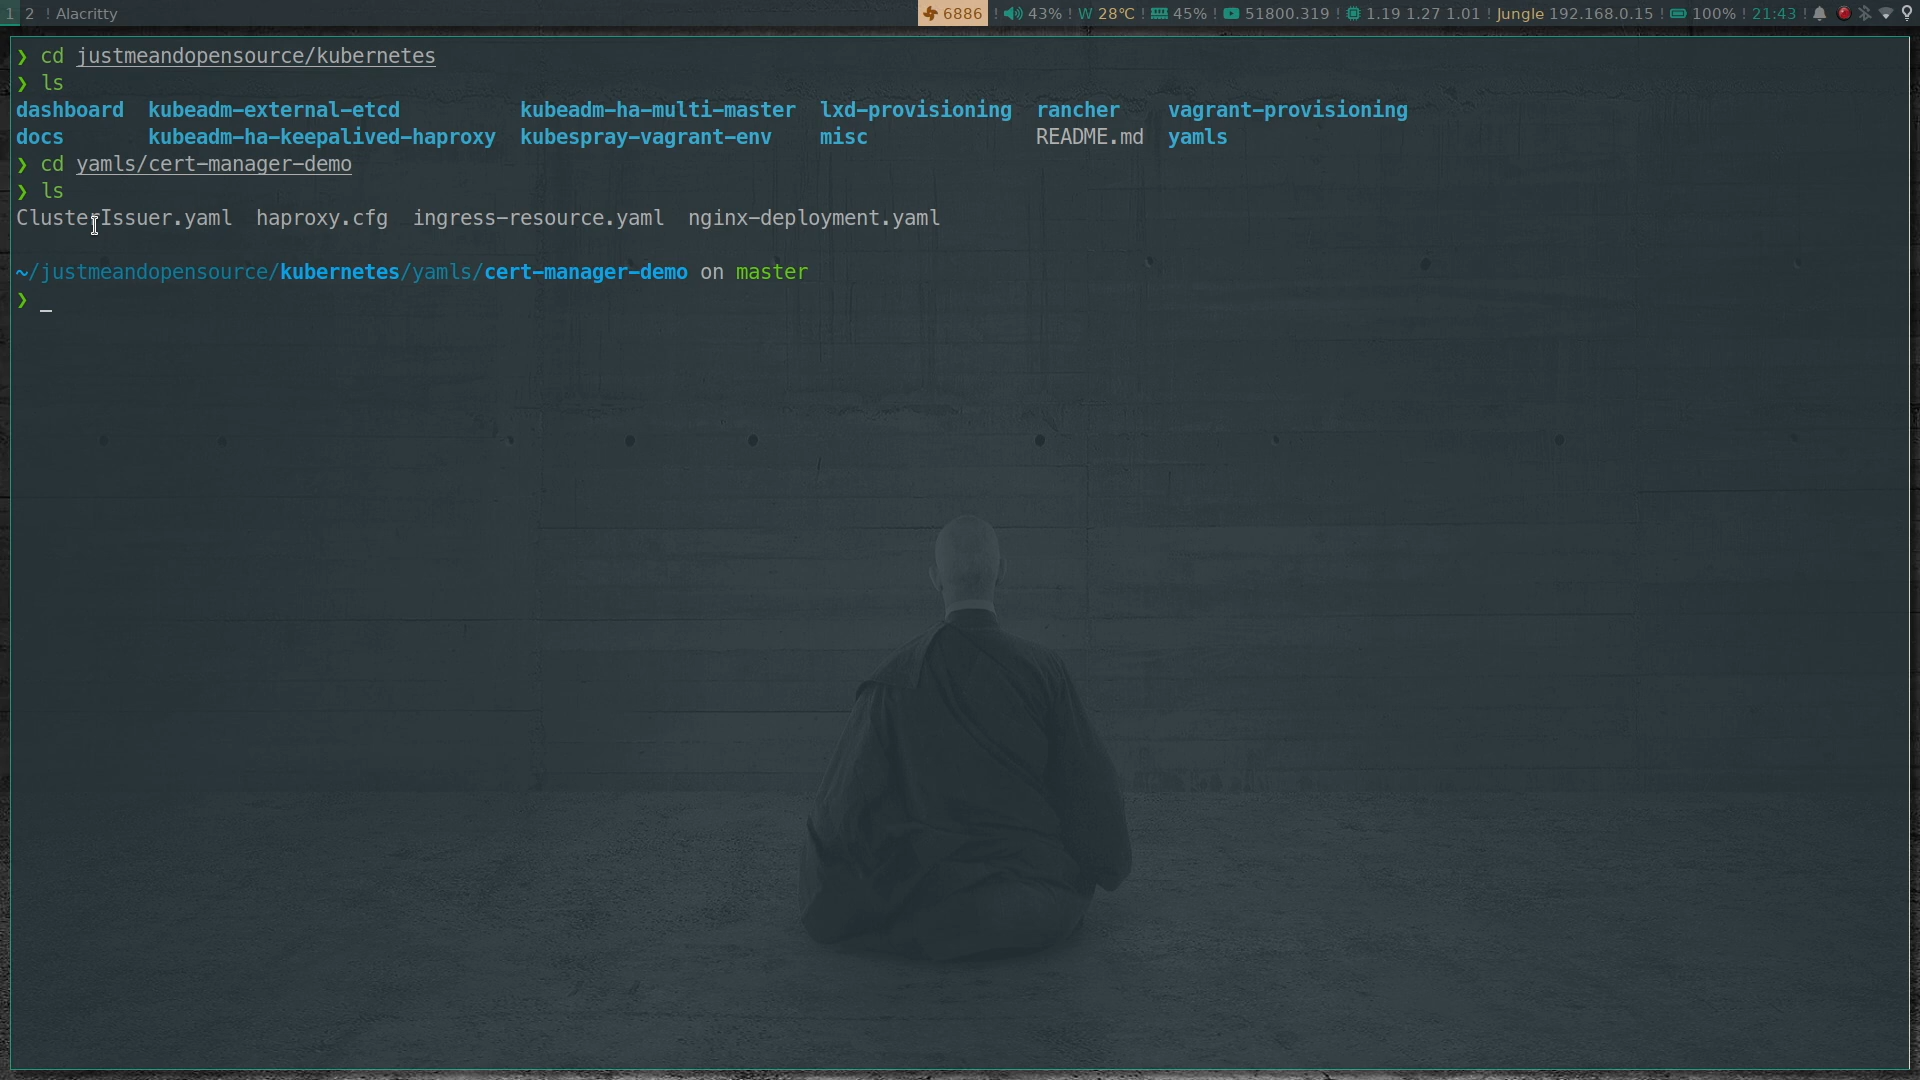 1 2 ! Alacritty 6886 ! 43% ! W 28°C ! 45% ! 51800.319 ! 1.19 1.27 1.01 ! Jungle 192.168.0.15 ! 100% ! 21:43 !
❯ cd justmeandopensource/kubernetes
❯ ls
dashboard kubeadm-external-etcd kubeadm-ha-multi-master lxd-provisioning rancher vagrant-provisioning
docs kubeadm-ha-keepalived-haproxy kubespray-vagrant-env misc README.md yamls
❯ cd yamls/cert-manager-demo
❯ ls
ClusterIssuer.yaml haproxy.cfg ingress-resource.yaml nginx-deployment.yaml
~/justmeandopensource/kubernetes/yamls/cert-manager-demo on master
❯ _